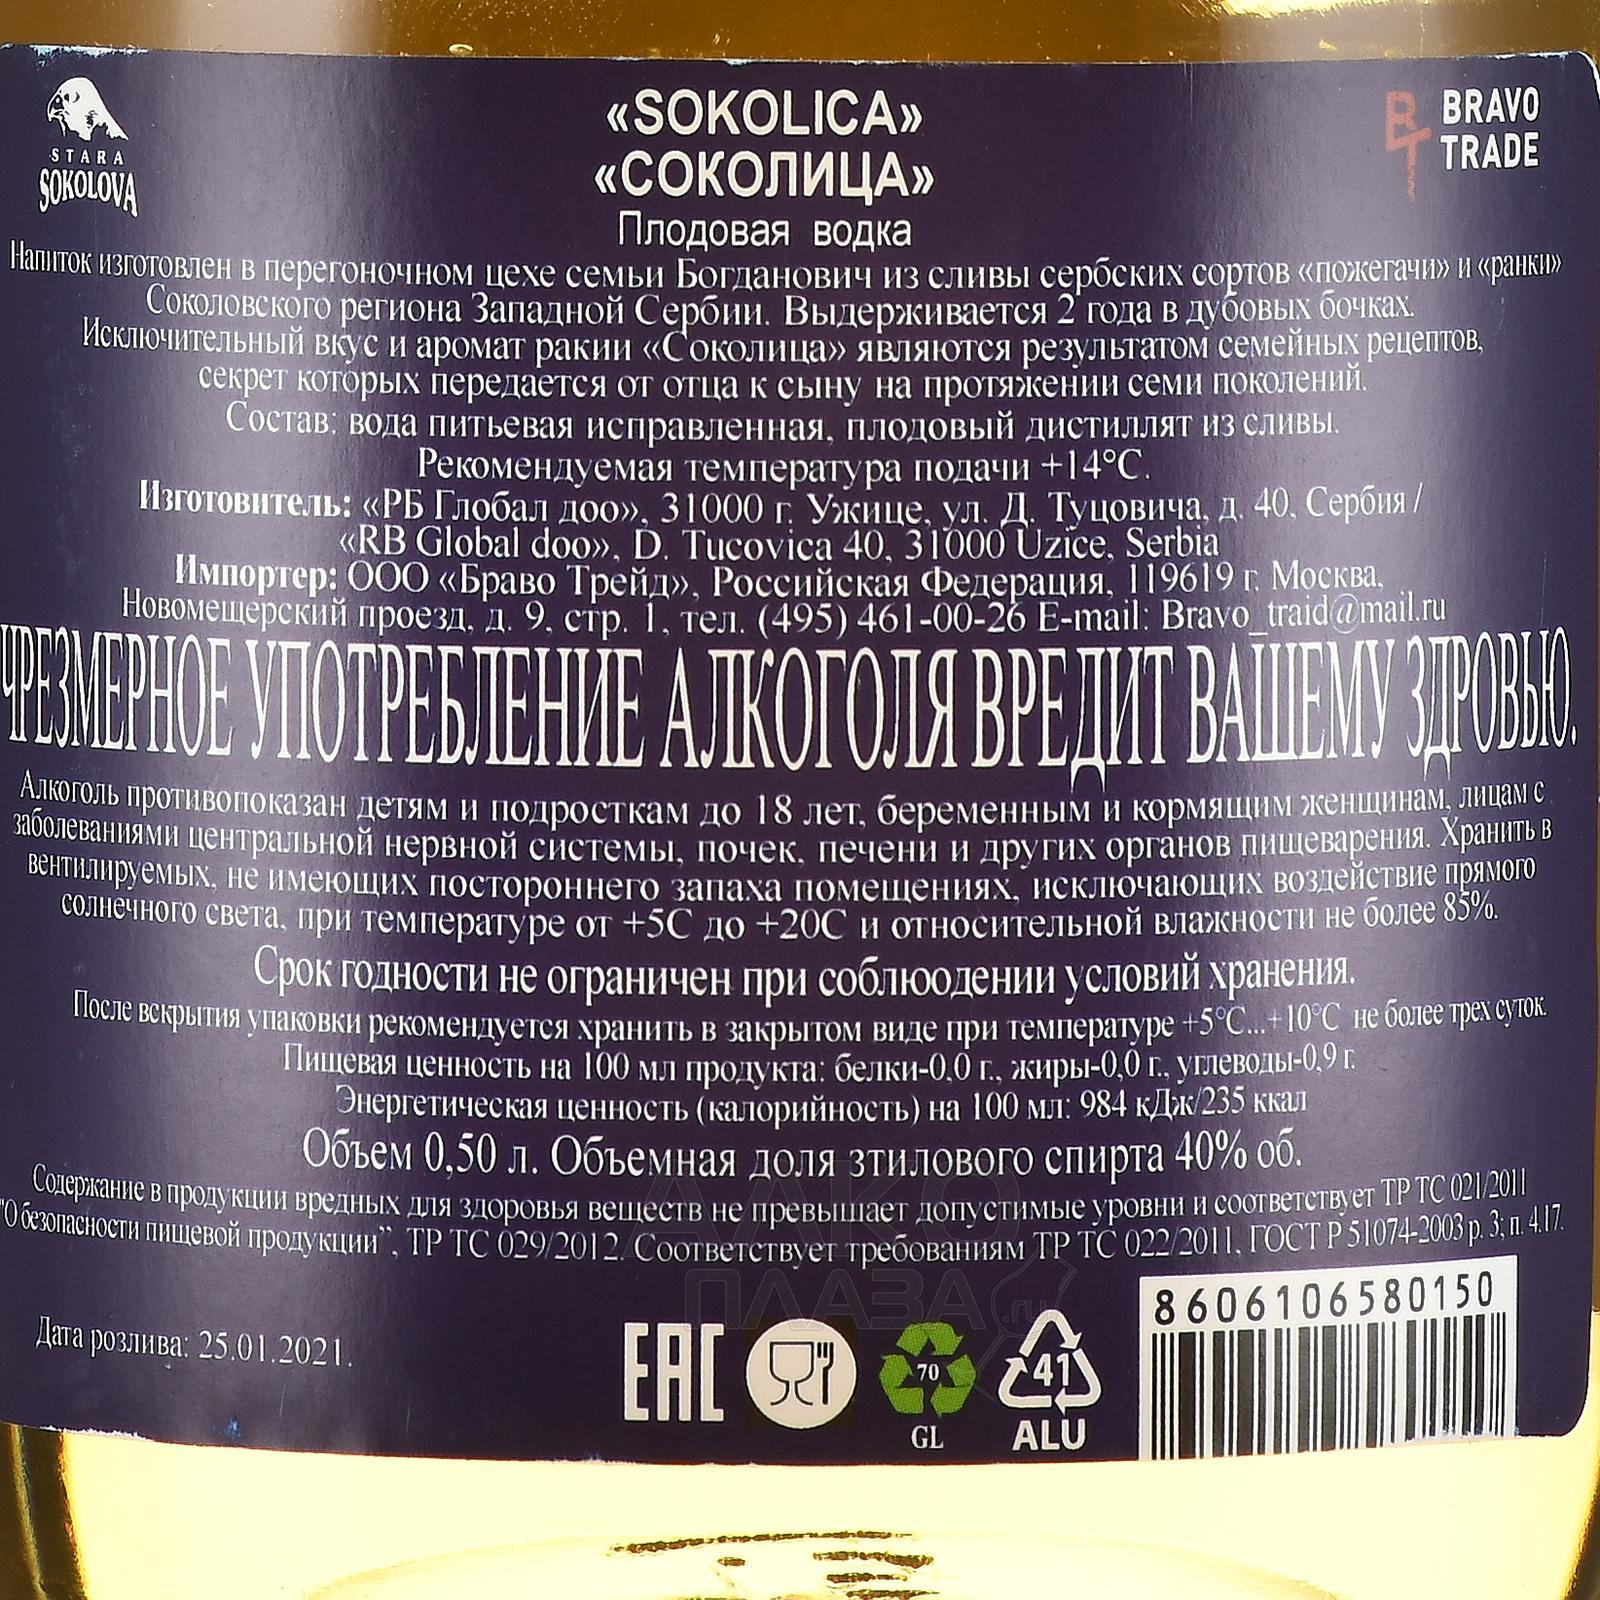 STARA
SOKOLOVA
«SOKOLICA»
«СОКОЛИЦА»
Плодовая водка
BRAVO
TRADE
Напиток изготовлен в перегоночном цехе семьи Богданович из сливы сербских сортов «пожегачи» и «ранки»
Соколовского региона Западной Сербии. Выдерживается 2 года в дубовых бочках.
Исключительный вкус и аромат ракии «Соколица» являются результатом семейных рецептов,
секрет которых передается от отца к сыну на протяжении семи поколений.
Состав: вода питьевая исправленная, плодовый дистиллят из сливы.
Рекомендуемая температура подачи +14°С.
Изготовитель: «РБ Глобал доо», 31000 г. Ужице, ул. Д. Туцовича, д. 40, Сербия /
«RB Global doo», D. Tucovica 40, 31000 Uzice, Serbia
Импортер: ООО «Браво Трейд», Российская Федерация, 119619 г. Москва,
Новомещерский проезд, д. 9, стр. 1, тел. (495) 461-00-26 E-mail: Bravo_traid@mail.ru
ЧРЕЗМЕРНОЕ УПОТРЕБЛЕНИЕ АЛКОГОЛЯ ВРЕДИТ ВАШЕМУ ЗДРОВЬЮ.
Алкоголь противопоказан детям и подросткам до 18 лет, беременным и кормящим женщинам, лицам с
заболеваниями центральной нервной системы, почек, печени и других органов пищеварения. Хранить в
вентилируемых, не имеющих постороннего запаха помещениях, исключающих воздействие прямого
солнечного света, при температуре от +5С до +20С и относительной влажности не более 85%.
Срок годности не ограничен при соблюодении условий хранения.
После вскрытия упаковки рекомендуется хранить в закрытом виде при температуре +5°С...+10°С не более трех суток.
Пищевая ценность на 100 мл продукта: белки-0,0 г., жиры-0,0 г., углеводы-0,9 г.
Энергетическая ценность (калорийность) на 100 мл: 984 кДж/235 ккал
Объем 0,50 л. Объемная доля зтилового спирта 40% об.
Содержание в продукции вредных для здоровья веществ не превышает допустимые уровни и соответствует ТР ТС 021/2011
"О безопасности пищевой продукции", ТР ТС 029/2012. Соответствует требованиям ТР ТС 022/2011, ГОСТ Р 51074-2003 р. 3; п. 4.17.
АЛКО
ПЛАЗА.ru
Дата розлива: 25.01.2021.
EAC
70
GL
41
ALU
8606106580150